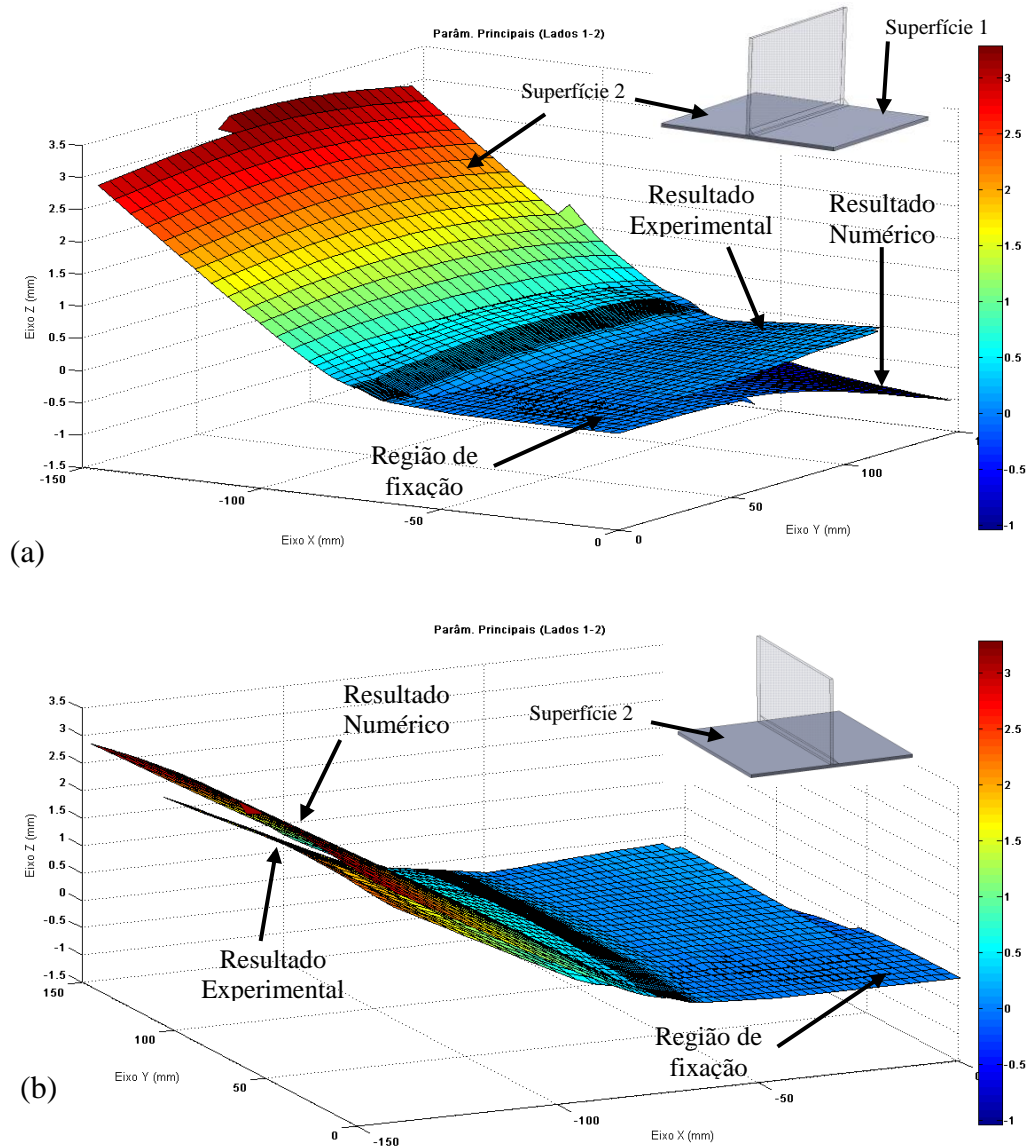 Parâm. Principais (Lados 1-2)
Superfície 1
Superfície 2
Resultado
Experimental
Resultado
Numérico
Região de
fixação
Eixo Z (mm)
3.5
3
2.5
2
1.5
1
0.5
0
-0.5
-1
-1.5
-150
-100
-50
0
Eixo X (mm)
0
50
100
Eixo Y (mm)
3
2.5
2
1.5
1
0.5
0
-0.5
-1
(a)
Parâm. Principais (Lados 1-2)
Resultado
Numérico
Superfície 2
Resultado
Experimental
Região de
fixação
Eixo Z (mm)
3.5
3
2.5
2
1.5
1
0.5
0
-0.5
-1
-1.5
150
100
50
0
Eixo Y (mm)
-150
-100
-50
Eixo X (mm)
3
2.5
2
1.5
1
0.5
0
-0.5
-1
(b)